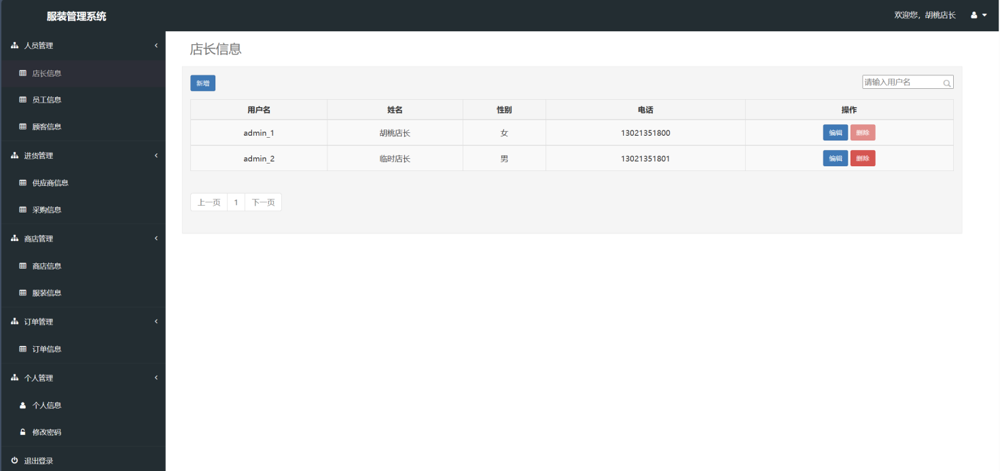 服装管理系统
欢迎您，胡桃店长
人员管理
店长信息
员工信息
顾客信息
进货管理
供应商信息
采购信息
商店管理
商店信息
服装信息
订单管理
订单信息
个人管理
个人信息
修改密码
退出登录
店长信息
新增
请输入用户名
用户名 姓名 性别 电话 操作
admin_1 胡桃店长 女 13021351800 编辑 删除
admin_2 临时店长 男 13021351801 编辑 删除
上一页 1 下一页